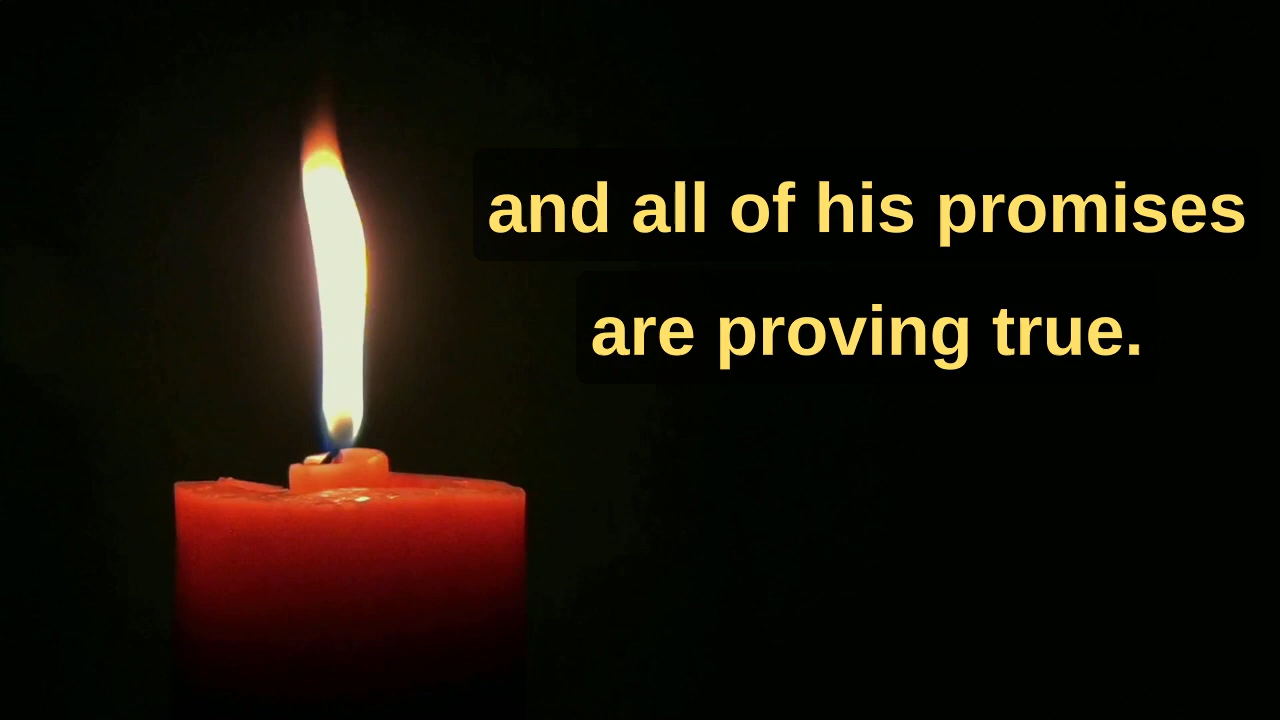 and all of his promises
are proving true.